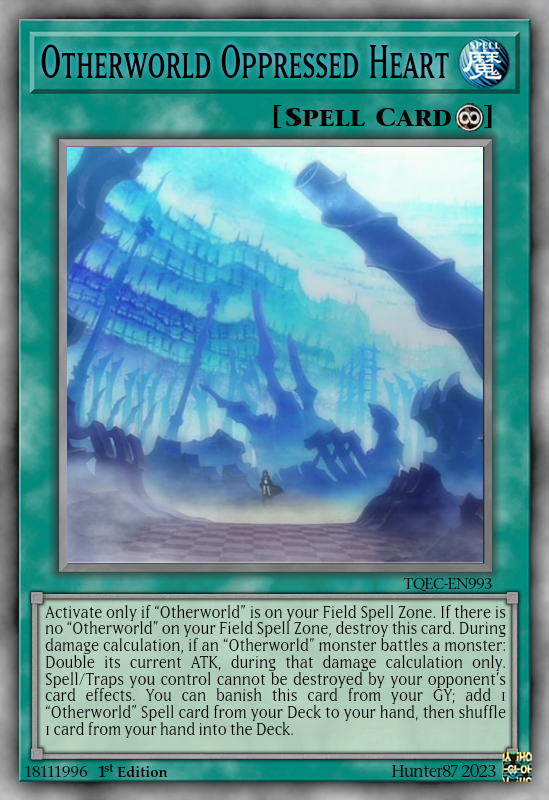 OTHERWORLD OPPRESSED HEART
SPELL
魔
[SPELL CARD]
TQEC-EN993
Activate only if “Otherworld” is on your Field Spell Zone. If there is
no “Otherworld” on your Field Spell Zone, destroy this card. During
damage calculation, if an “Otherworld” monster battles a monster:
Double its current ATK, during that damage calculation only.
Spell/Traps you control cannot be destroyed by your opponent's
card effects. You can banish this card from your GY; add 1
“Otherworld” Spell card from your Deck to your hand, then shuffle
1 card from your hand into the Deck.
18111996 1st Edition
Hunter87 2023